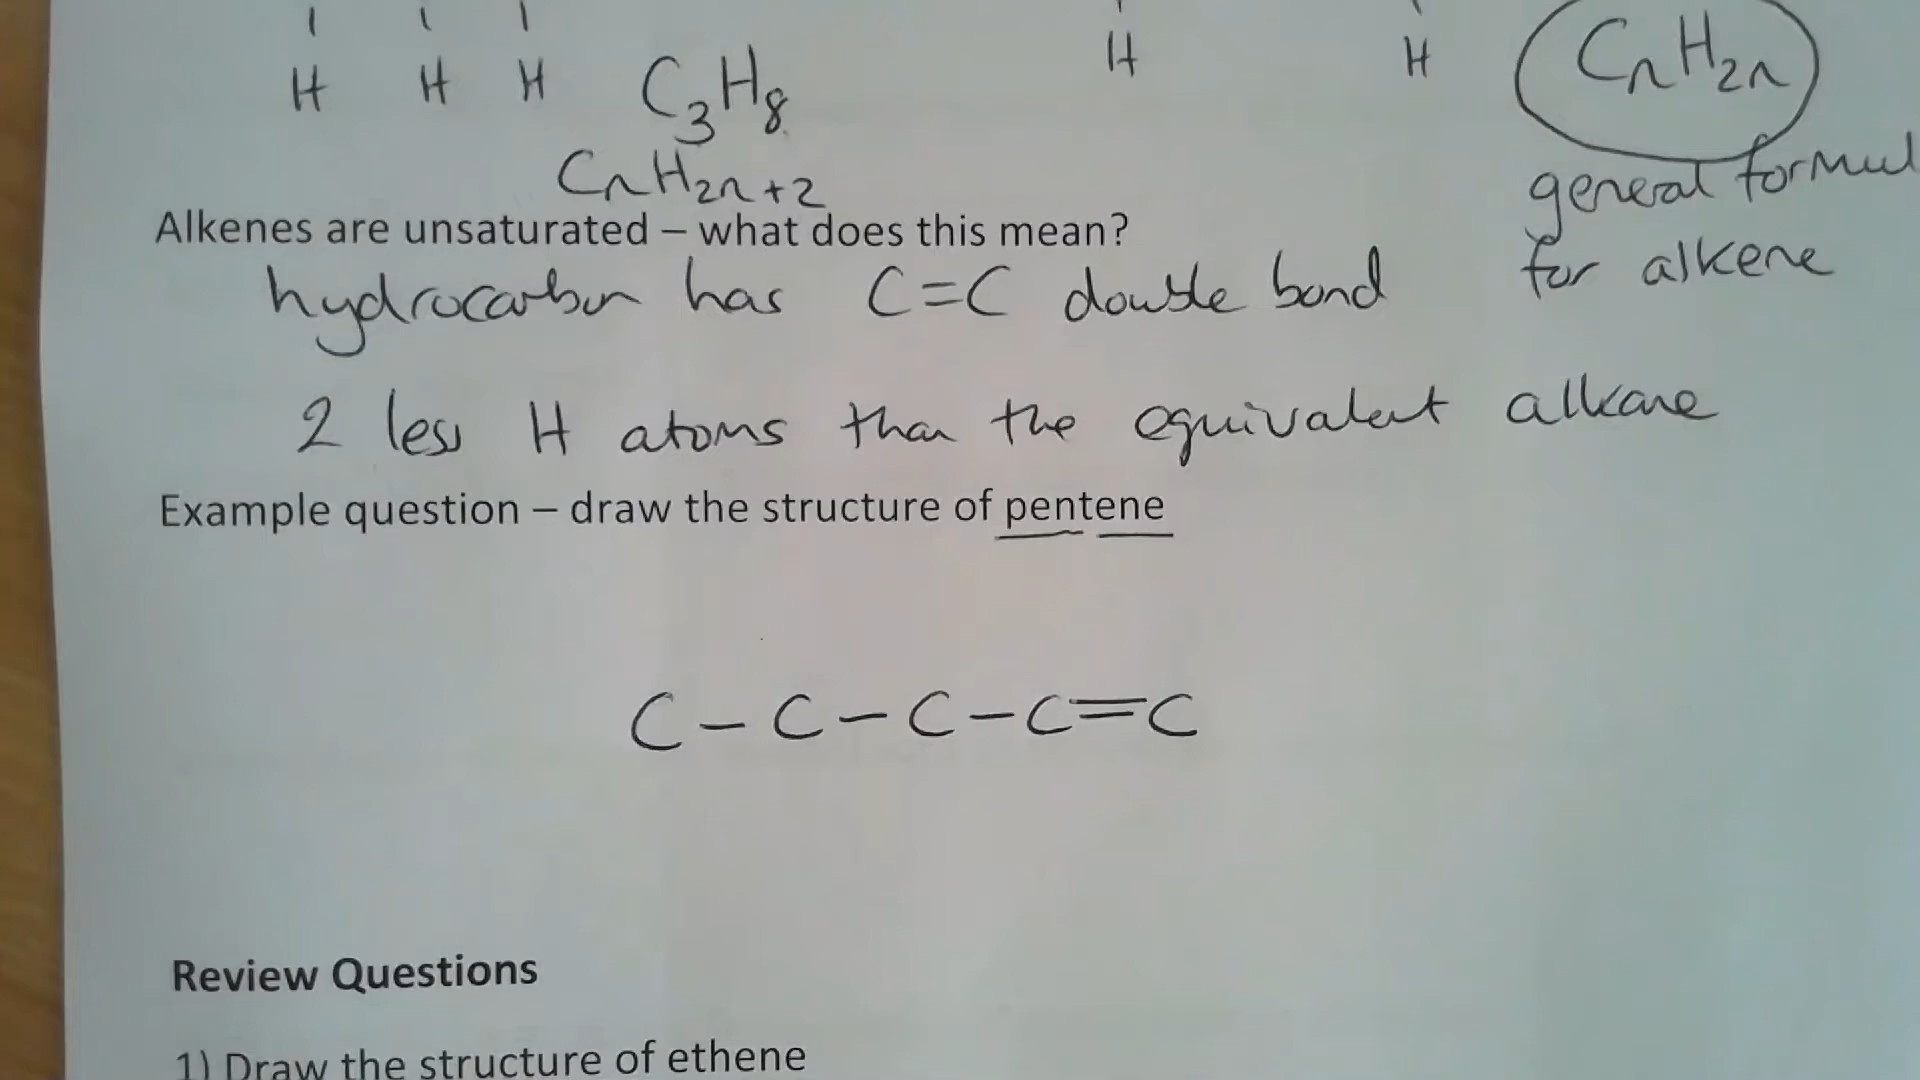 H H H C₃H₈ H H CₙH₂ₙ
CₙH₂ₙ₊₂ general formul
Alkenes are unsaturated – what does this mean?
hydrocarbon has C=C double bond for alkene
2 less H atoms than the equivalent alkane
Example question – draw the structure of pentene
C – C – C – C = C
Review Questions
1) Draw the structure of ethene